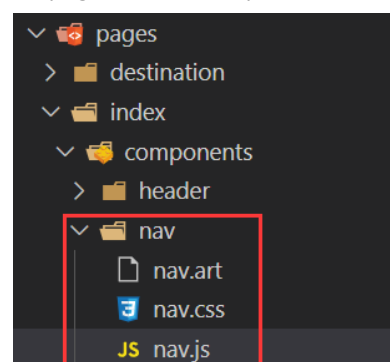 pages
destination
index
components
header
nav
nav.art
nav.css
JS nav.js